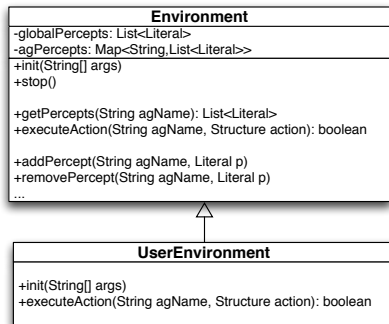 Environment
-globalPercepts: List<Literal>
-agPercepts: Map<String,List<Literal>>
+init(String[] args)
+stop()
+getPercepts(String agName): List<Literal>
+executeAction(String agName, Structure action): boolean
+addPercept(String agName, Literal p)
+removePercept(String agName, Literal p)
...
UserEnvironment
+init(String[] args)
+executeAction(String agName, Structure action): boolean